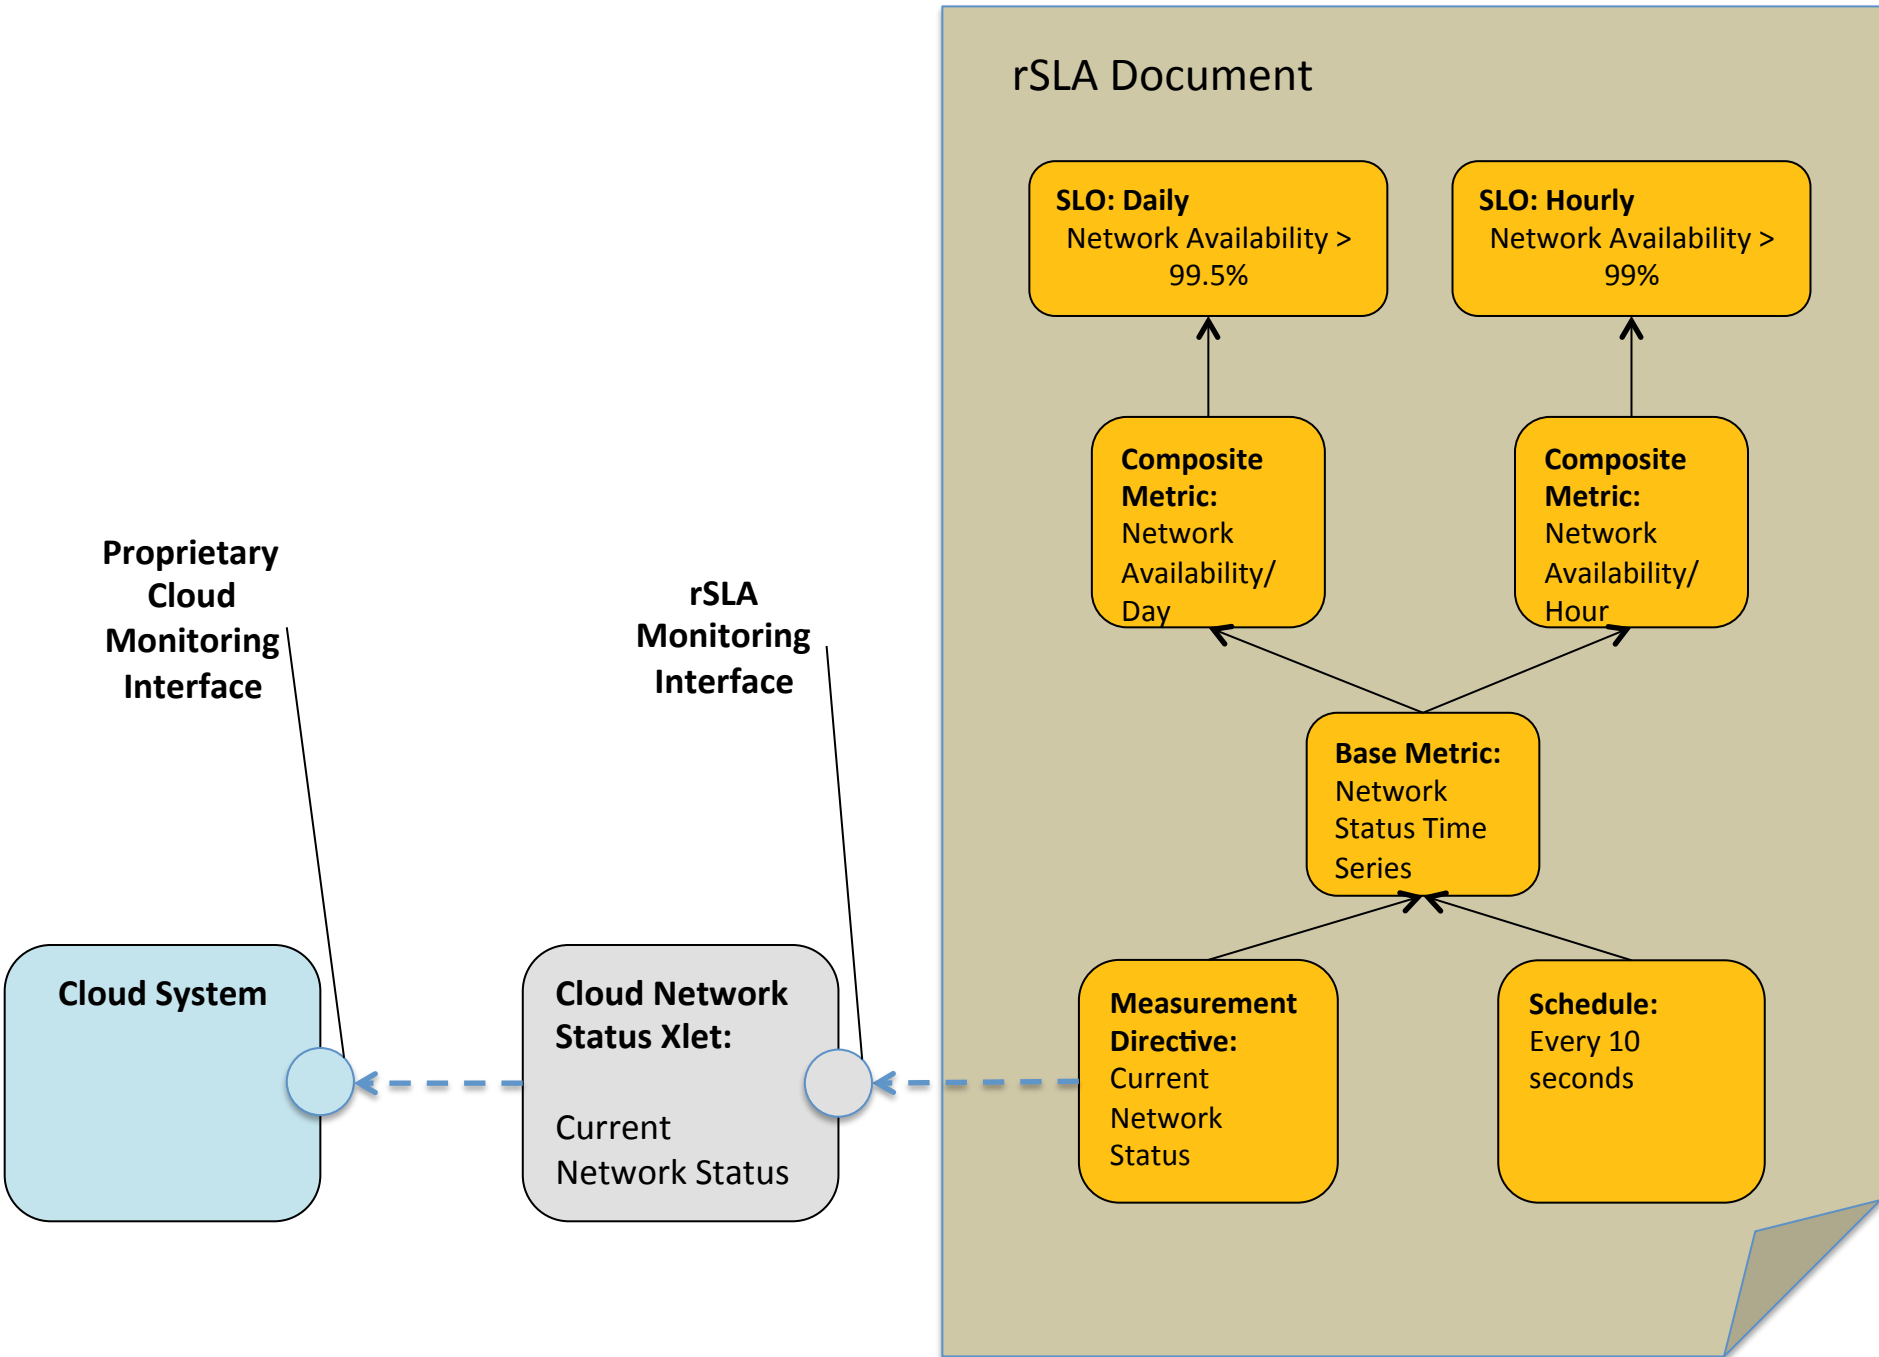 rSLA Document
SLO: Daily
Network Availability >
99.5%
SLO: Hourly
Network Availability >
99%
Composite
Metric:
Network
Availability/
Day
Composite
Metric:
Network
Availability/
Hour
Proprietary
Cloud
Monitoring
Interface
rSLA
Monitoring
Interface
Base Metric:
Network
Status Time
Series
Cloud System
Cloud Network
Status Xlet:
Current
Network Status
Measurement
Directive:
Current
Network
Status
Schedule:
Every 10
seconds